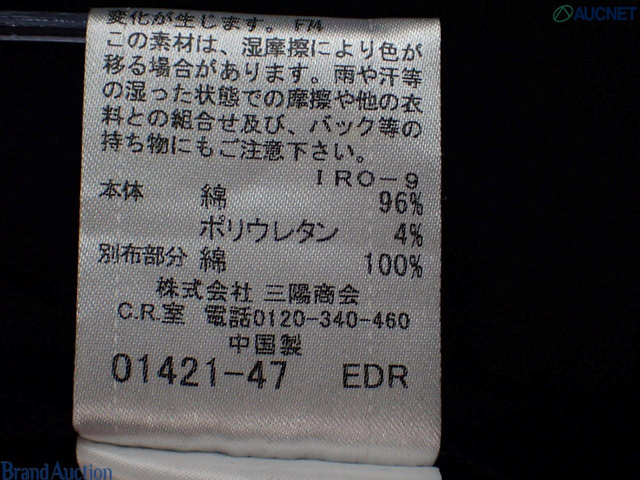 AUCNET
変化が生じます。 F74
この素材は、湿摩擦により色が
移る場合があります。雨や汗等
の湿った状態での摩擦や他の衣
料との組合せ及び、バック等の
持ち物にもご注意下さい。
IRO-9
本体 綿 96%
ポリウレタン 4%
別布部分 綿 100%
株式会社 三陽商会
C.R.室 電話0120-340-460
中国製
01421-47 EDR
Brand Auction